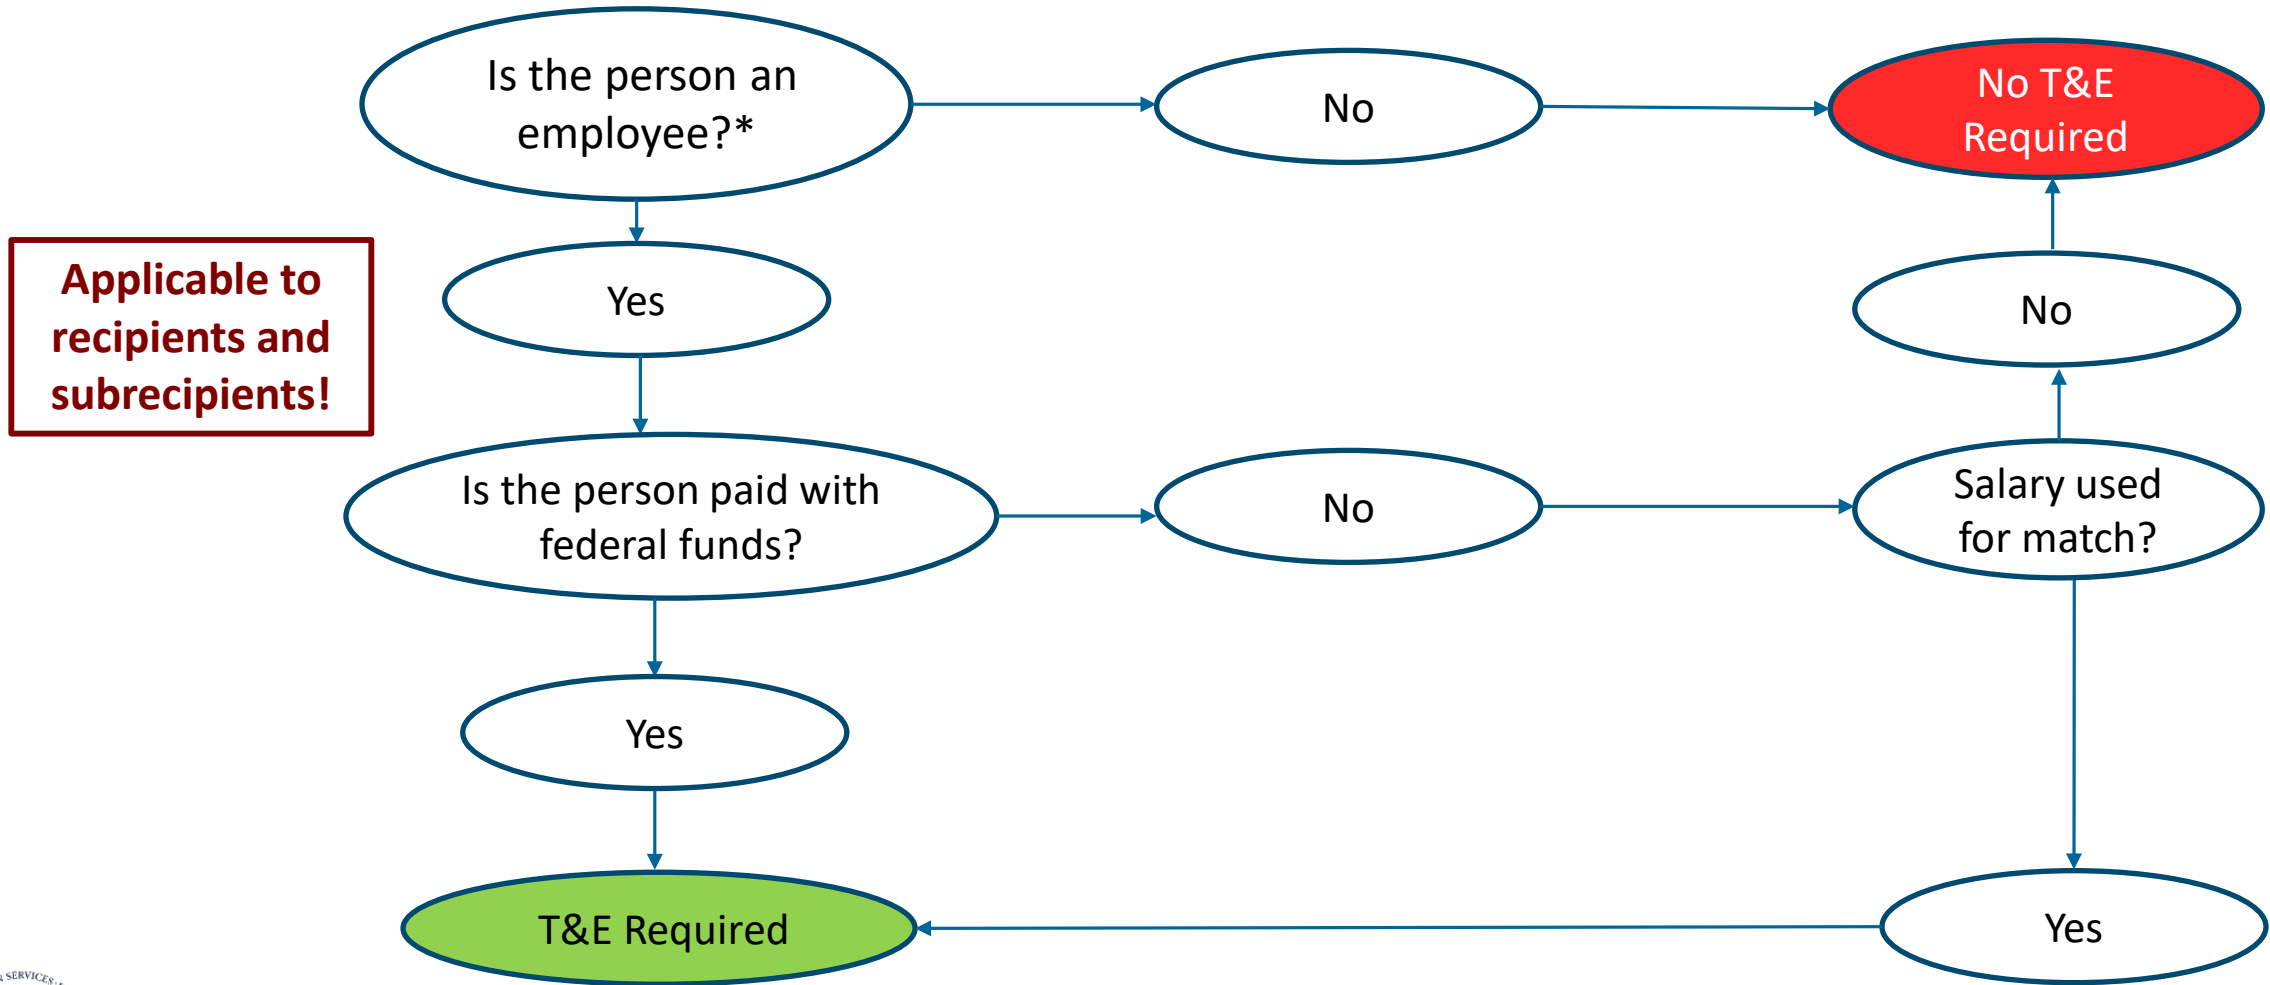 Is the person an
employee?*
No
No T&E
Required
Applicable to
recipients and
subrecipients!
Yes
No
Is the person paid with
federal funds?
No
Salary used
for match?
Yes
T&E Required
Yes
SERVICES